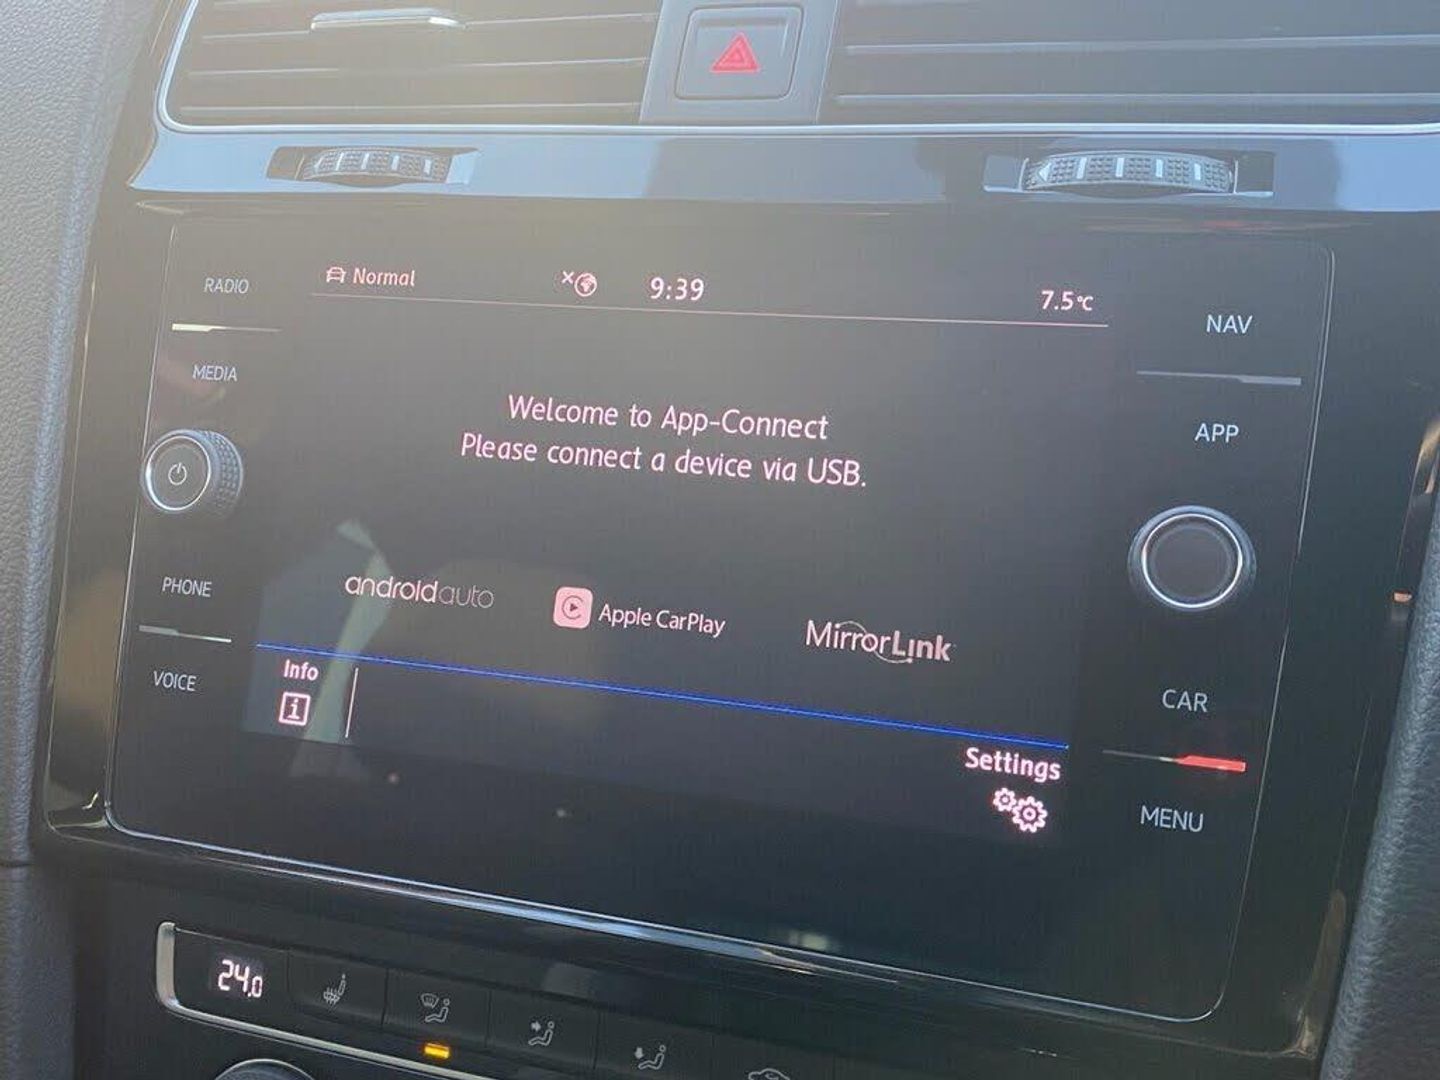 RADIO
MEDIA
PHONE
VOICE
Normal
9:39
7.5°C
Welcome to App-Connect
Please connect a device via USB.
androidauto
Apple CarPlay
MirrorLink
Info
i
Settings
NAV
APP
CAR
MENU
24.0